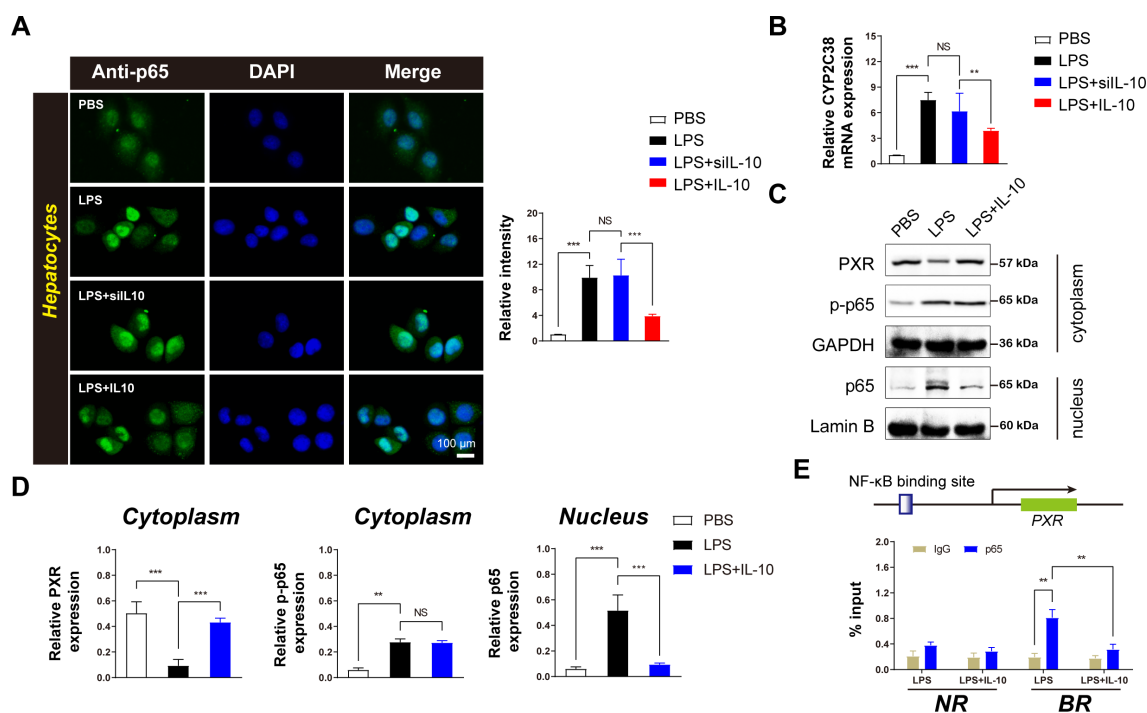 A
Anti-p65
DAPI
Merge
Hepatocytes
PBS
LPS
LPS+siIL10
LPS+IL10
100 μm
PBS
LPS
LPS+siIL-10
LPS+IL-10
Relative intensity
20
16
12
8
4
0
***
NS
***
B
Relative CYP2C38
mRNA expression
15
12
9
6
3
0
***
NS
**
PBS
LPS
LPS+siIL-10
LPS+IL-10
C
PBS
LPS
LPS+IL-10
PXR
57 kDa
p-p65
65 kDa
GAPDH
36 kDa
cytoplasm
p65
65 kDa
Lamin B
60 kDa
nucleus
D
Cytoplasm
Relative PXR
expression
1.0
0.8
0.6
0.4
0.2
0.0
***
***
Cytoplasm
Relative p-p65
expression
1.0
0.8
0.6
0.4
0.2
0.0
**
NS
Nucleus
Relative p65
expression
1.0
0.8
0.6
0.4
0.2
0.0
***
***
PBS
LPS
LPS+IL-10
E
NF-κB binding site
PXR
IgG
p65
% input
2.0
1.6
1.2
0.8
0.4
0.0
**
**
LPS
LPS+IL-10
LPS
LPS+IL-10
NR
BR